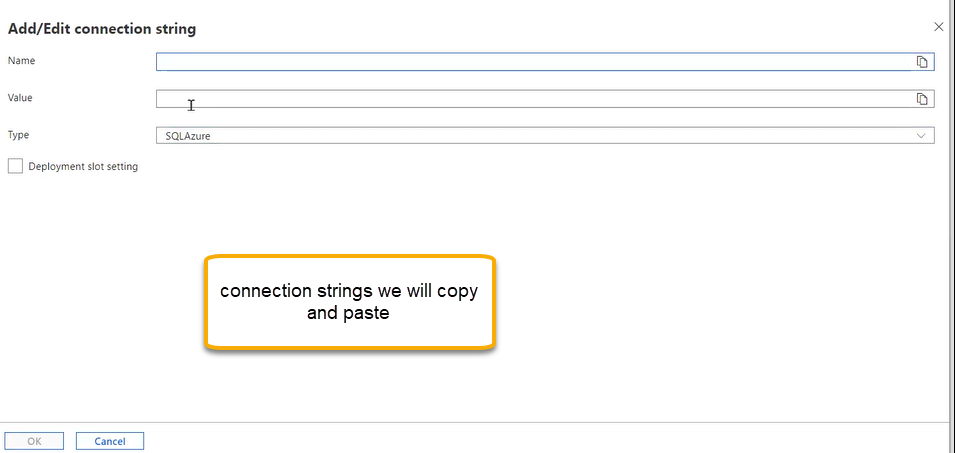 Add/Edit connection string
Name
Value
Type
SQLAzure
Deployment slot setting
connection strings we will copy
and paste
OK
Cancel